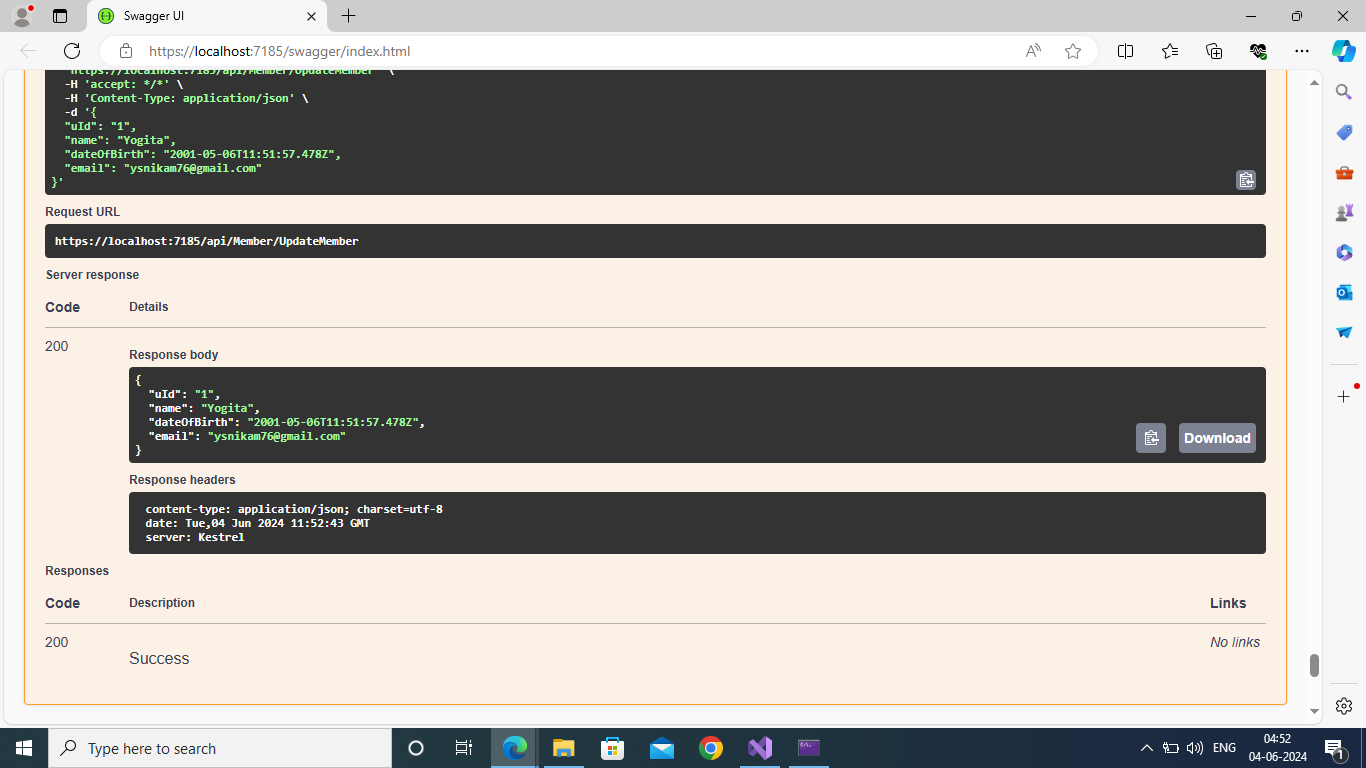 Swagger UI
https://localhost:7185/swagger/index.html
'https://localhost:7185/api/Member/UpdateMember' \
-H 'accept: */*' \
-H 'Content-Type: application/json' \
-d '{
"uId": "1",
"name": "Yogita",
"dateOfBirth": "2001-05-06T11:51:57.478Z",
"email": "ysnikam76@gmail.com"
}'
Request URL
https://localhost:7185/api/Member/UpdateMember
Server response
Code Details
200
Response body
{
"uId": "1",
"name": "Yogita",
"dateOfBirth": "2001-05-06T11:51:57.478Z",
"email": "ysnikam76@gmail.com"
}
Download
Response headers
content-type: application/json; charset=utf-8
date: Tue,04 Jun 2024 11:52:43 GMT
server: Kestrel
Responses
Code Description Links
200 No links
Success
Type here to search
ENG
04:52
04-06-2024
1